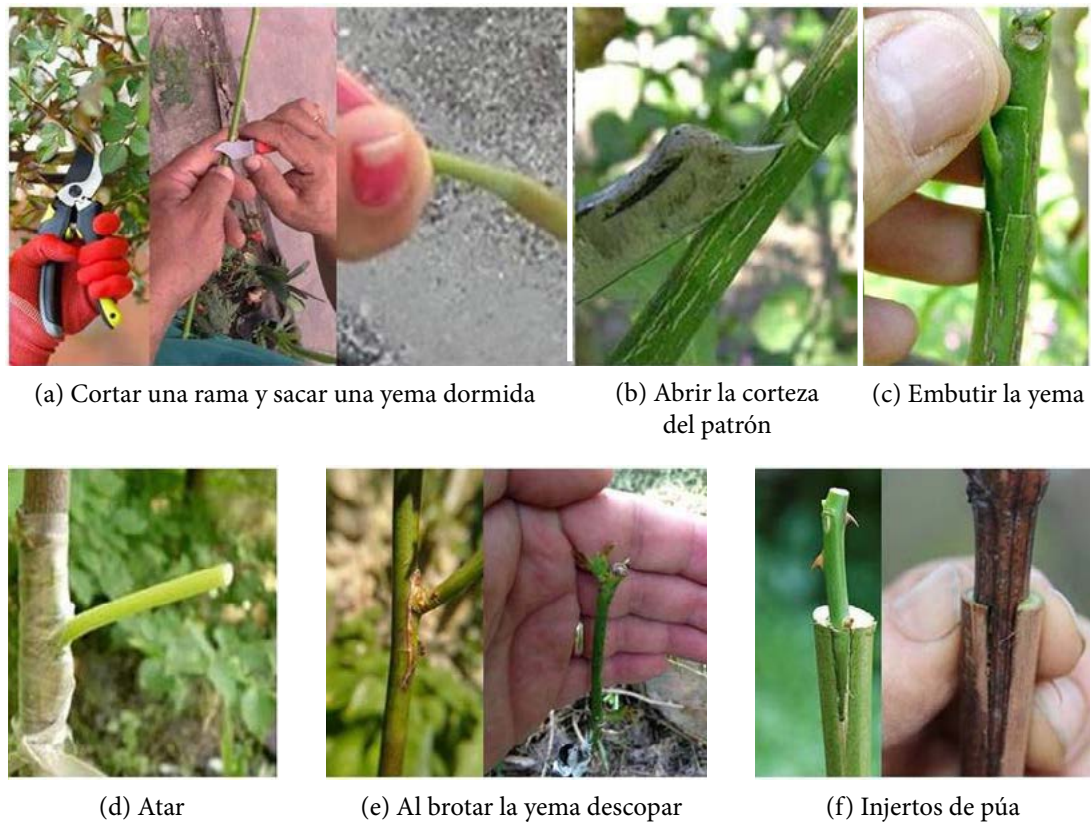 (a) Cortar una rama y sacar una yema dormida
(b) Abrir la corteza
del patrón
(c) Embutir la yema
(d) Atar
(e) Al brotar la yema descopar
(f) Injertos de púa